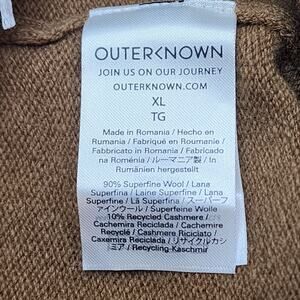 OUTERKNOWN
JOIN US ON OUR JOURNEY
OUTERKNOWN.COM
XL
TG
Made in Romania / Hecho en
Rumania / Fabriqué en Roumanie /
Fabbricato in Romania / Fabricado
na Roménia / ルーマニア製 / In
Rumänien hergestellt
90% Superfine Wool / Lana
Superfina / Laine Superfine / Lana
Superfine / Lã Superfina / スーパーフ
ァインウール / Superfeine Wolle
10% Recycled Cashmere /
Cachemira Reciclada / Cachemire
Recyclé / Cashmere Riciclato /
Caxemira Reciclada / リサイクルカシ
ミア / Recycling-Kaschmir